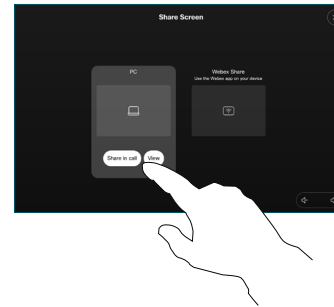 Share Screen
PC
Webex Share
Use the Webex app on your device
Share in call
View